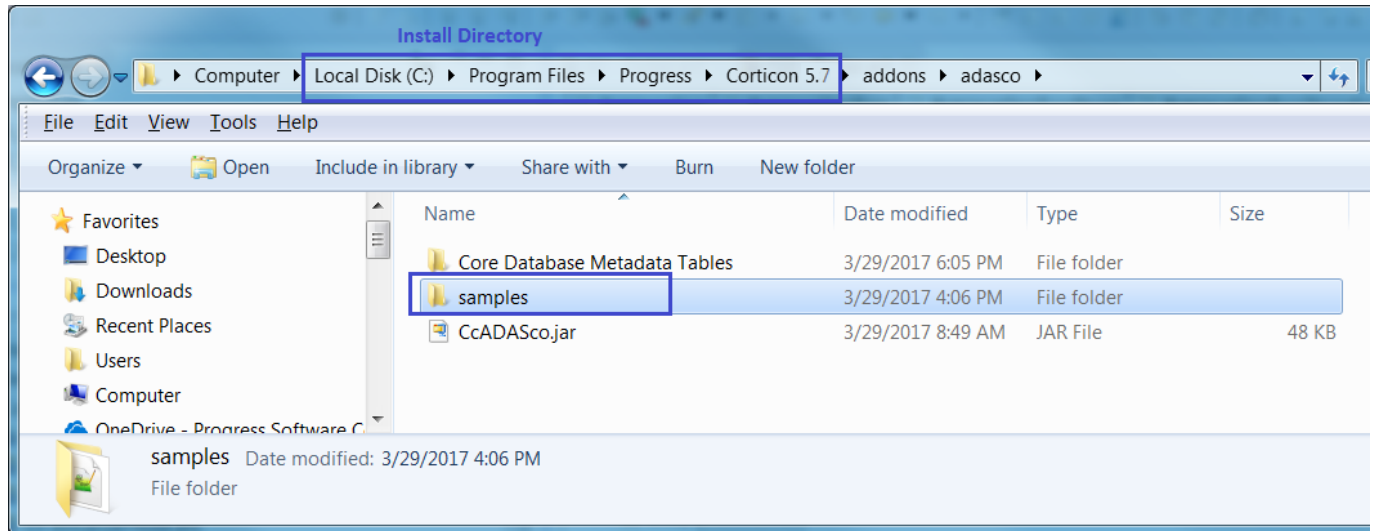 Install Directory
Computer Local Disk (C:) Program Files Progress Corticon 5.7 addons adasco
File Edit View Tools Help
Organize Open Include in library Share with Burn New folder
Favorites
Desktop
Downloads
Recent Places
Users
Computer
OneDrive - Progress Software C
Name Date modified Type Size
Core Database Metadata Tables 3/29/2017 6:05 PM File folder
samples 3/29/2017 4:06 PM File folder
CcADASco.jar 3/29/2017 8:49 AM JAR File 48 KB
samples Date modified: 3/29/2017 4:06 PM
File folder